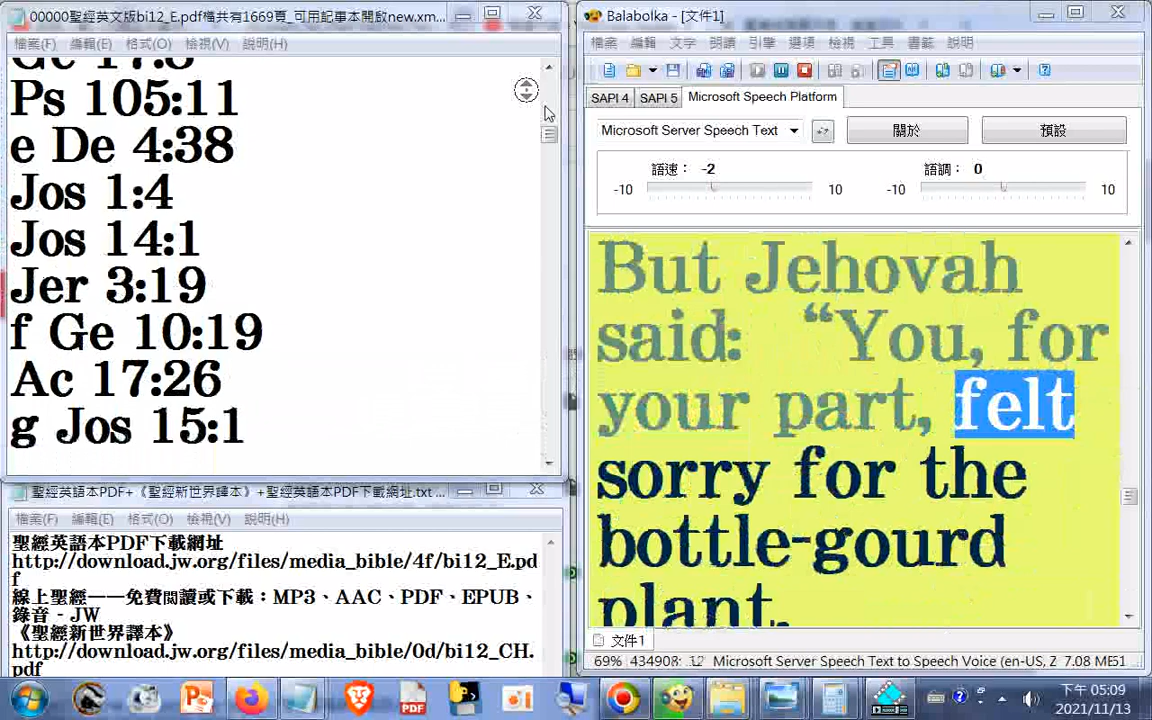 00000聖經英文版bi12_E.pdf檔共有1669頁_可用記事本開啟new.xm...
檔案(F) 編輯(E) 格式(O) 檢視(V) 說明(H)
Ge 17:8
Ps 105:11
e De 4:38
Jos 1:4
Jos 14:1
Jer 3:19
f Ge 10:19
Ac 17:26
g Jos 15:1
聖經英語本PDF+《聖經新世界譯本》+聖經英語本PDF下載網址.txt ...
檔案(F) 編輯(E) 格式(O) 檢視(V) 說明(H)
聖經英語本PDF下載網址
http://download.jw.org/files/media_bible/4f/bi12_E.pd
f
線上聖經——免費閱讀或下載：MP3、AAC、PDF、EPUB、
錄音 - JW
《聖經新世界譯本》
http://download.jw.org/files/media_bible/0d/bi12_CH.
pdf
Balabolka - [文件1]
檔案 編輯 文字 朗讀 引擎 選項 檢視 工具 書籤 說明
SAPI 4 SAPI 5 Microsoft Speech Platform
Microsoft Server Speech Text 關於 預設
語速： -2 語調： 0
-10 10 -10 10
But Jehovah
said: “You, for
your part, felt
sorry for the
bottle-gourd
plant,
文件1
69% 434908: 12 Microsoft Server Speech Text to Speech Voice (en-US, Z 7.08 ME51
PDF
下午 05:09
2021/11/13